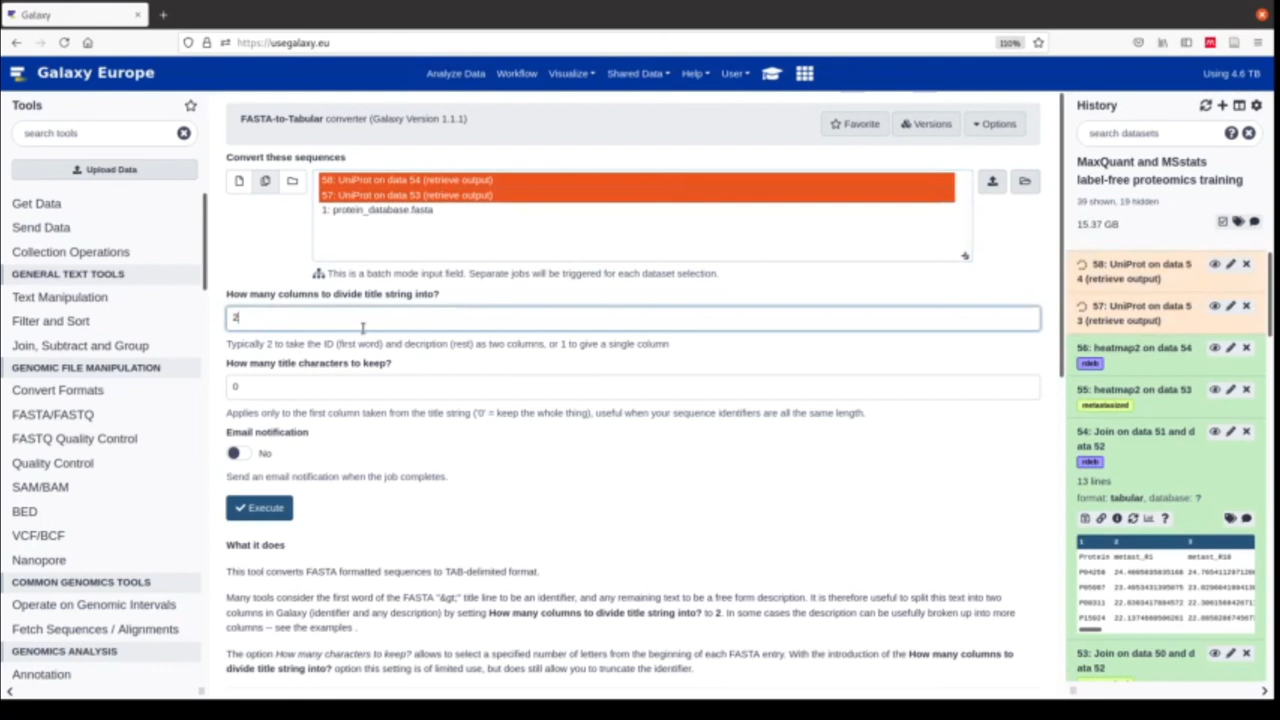 Galaxy
https://usegalaxy.eu
110%
Galaxy Europe
Analyze Data
Workflow
Visualize
Shared Data
Help
User
Using 4.6 TB
Tools
search tools
Upload Data
Get Data
Send Data
Collection Operations
GENERAL TEXT TOOLS
Text Manipulation
Filter and Sort
Join, Subtract and Group
GENOMIC FILE MANIPULATION
Convert Formats
FASTA/FASTQ
FASTQ Quality Control
Quality Control
SAM/BAM
BED
VCF/BCF
Nanopore
COMMON GENOMICS TOOLS
Operate on Genomic Intervals
Fetch Sequences / Alignments
GENOMICS ANALYSIS
Annotation
FASTA-to-Tabular converter (Galaxy Version 1.1.1)
Favorite
Versions
Options
Convert these sequences
58: UniProt on data 54 (retrieve output)
57: UniProt on data 53 (retrieve output)
1: protein_database.fasta
This is a batch mode input field. Separate jobs will be triggered for each dataset selection.
How many columns to divide title string into?
2
Typically 2 to take the ID (first word) and decription (rest) as two columns, or 1 to give a single column
How many title characters to keep?
0
Applies only to the first column taken from the title string ('0' = keep the whole thing), useful when your sequence identifiers are all the same length.
Email notification
No
Send an email notification when the job completes.
Execute
What it does
This tool converts FASTA formatted sequences to TAB-delimited format.
Many tools consider the first word of the FASTA "&gt;" title line to be an identifier, and any remaining text to be a free form description. It is therefore useful to split this text into two
columns in Galaxy (identifier and any description) by setting How many columns to divide title string into? to 2. In some cases the description can be usefully broken up into more
columns -- see the examples .
The option How many characters to keep? allows to select a specified number of letters from the beginning of each FASTA entry. With the introduction of the How many columns to
divide title string into? option this setting is of limited use, but does still allow you to truncate the identifier.
History
search datasets
MaxQuant and MSstats
label-free proteomics training
39 shown, 19 hidden
15.37 GB
58: UniProt on data 5
4 (retrieve output)
57: UniProt on data 5
3 (retrieve output)
56: heatmap2 on data 54
rdeb
55: heatmap2 on data 53
metastasized
54: Join on data 51 and d
ata 52
rdeb
13 lines
format: tabular, database: ?
1 2 3
Protein metast_R1 metast_R10
P04256
P05087
P08311
P15924
53: Join on data 50 and d
ata 52